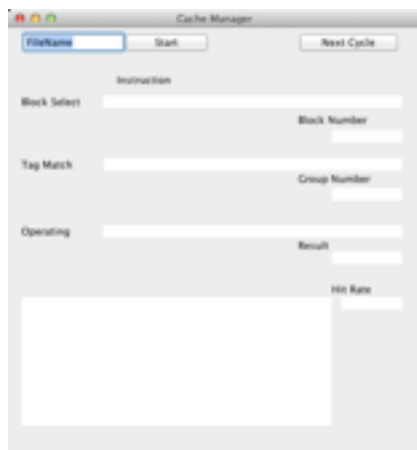 Cache Manager
FileName Start Next Cycle
Instruction
Block Select
Block Number
Tag Match
Group Number
Operating
Result
Hit Rate